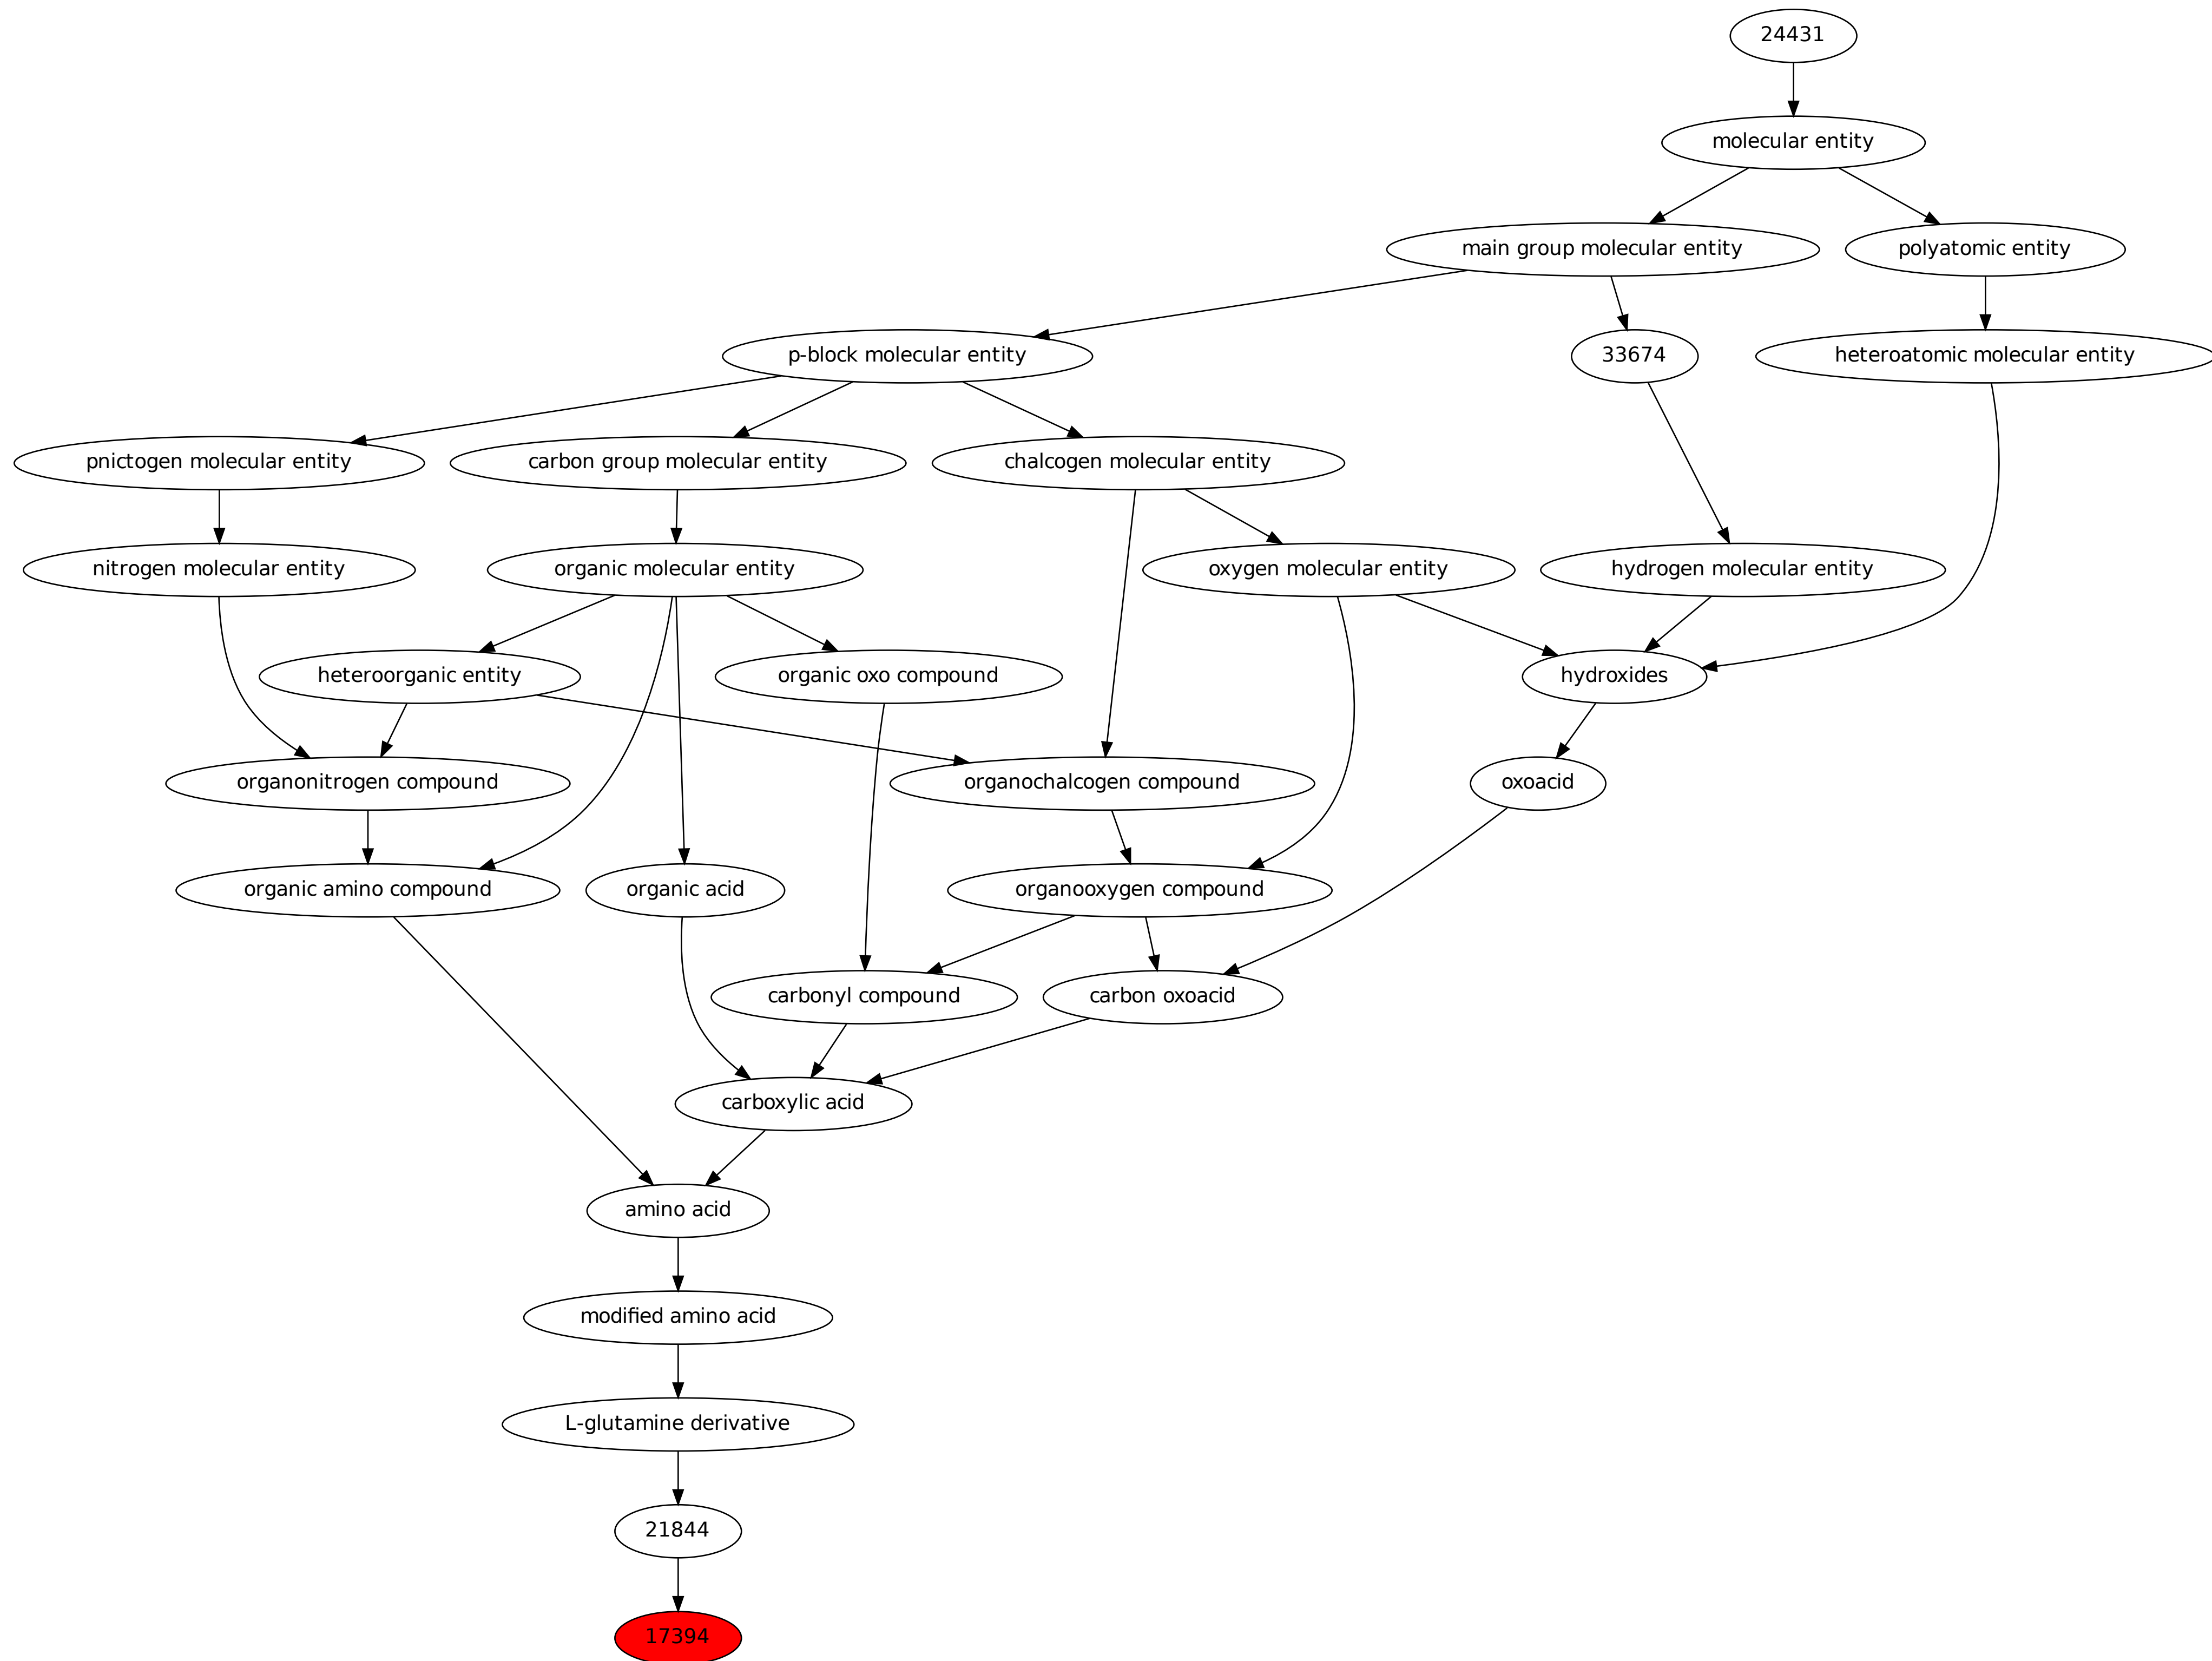 24431
molecular entity
main group molecular entity
polyatomic entity
p-block molecular entity
33674
heteroatomic molecular entity
pnictogen molecular entity
carbon group molecular entity
chalcogen molecular entity
nitrogen molecular entity
organic molecular entity
oxygen molecular entity
hydrogen molecular entity
heteroorganic entity
organic oxo compound
hydroxides
organonitrogen compound
organochalcogen compound
oxoacid
organic amino compound
organic acid
organooxygen compound
carbonyl compound
carbon oxoacid
carboxylic acid
amino acid
modified amino acid
L-glutamine derivative
21844
17394